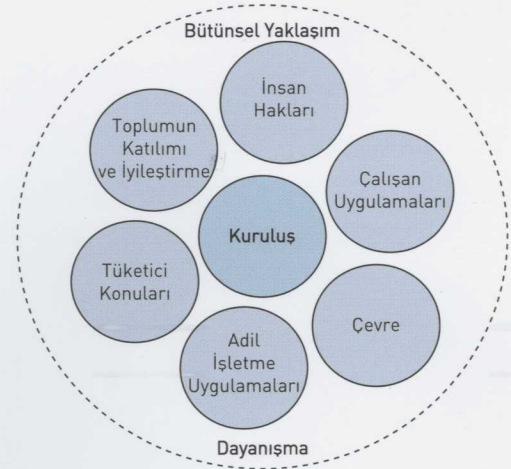 Bütünsel Yaklaşım
İnsan
Hakları
Toplumun
Katılımı
ve İyileştirme
Çalışan
Uygulamaları
Kuruluş
Tüketici
Konuları
Çevre
Adil
İşletme
Uygulamaları
Dayanışma